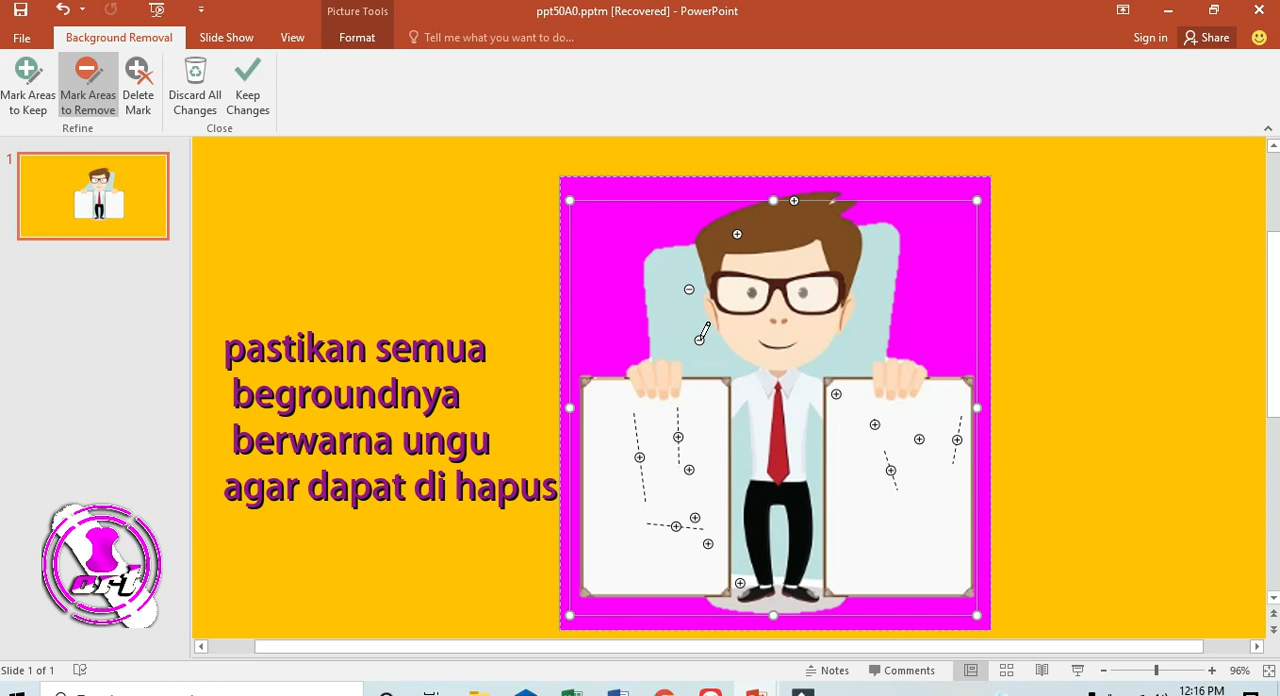 Picture Tools
ppt50A0.pptm [Recovered] - PowerPoint
File
Background Removal
Slide Show
View
Format
Tell me what you want to do...
Sign in
Share
Mark Areas to Keep
Mark Areas to Remove
Delete Mark
Discard All Changes
Keep Changes
Refine
Close
1
pastikan semua
begroundnya
berwarna ungu
agar dapat di hapus
art
Slide 1 of 1
Notes
Comments
96%
12:16 PM